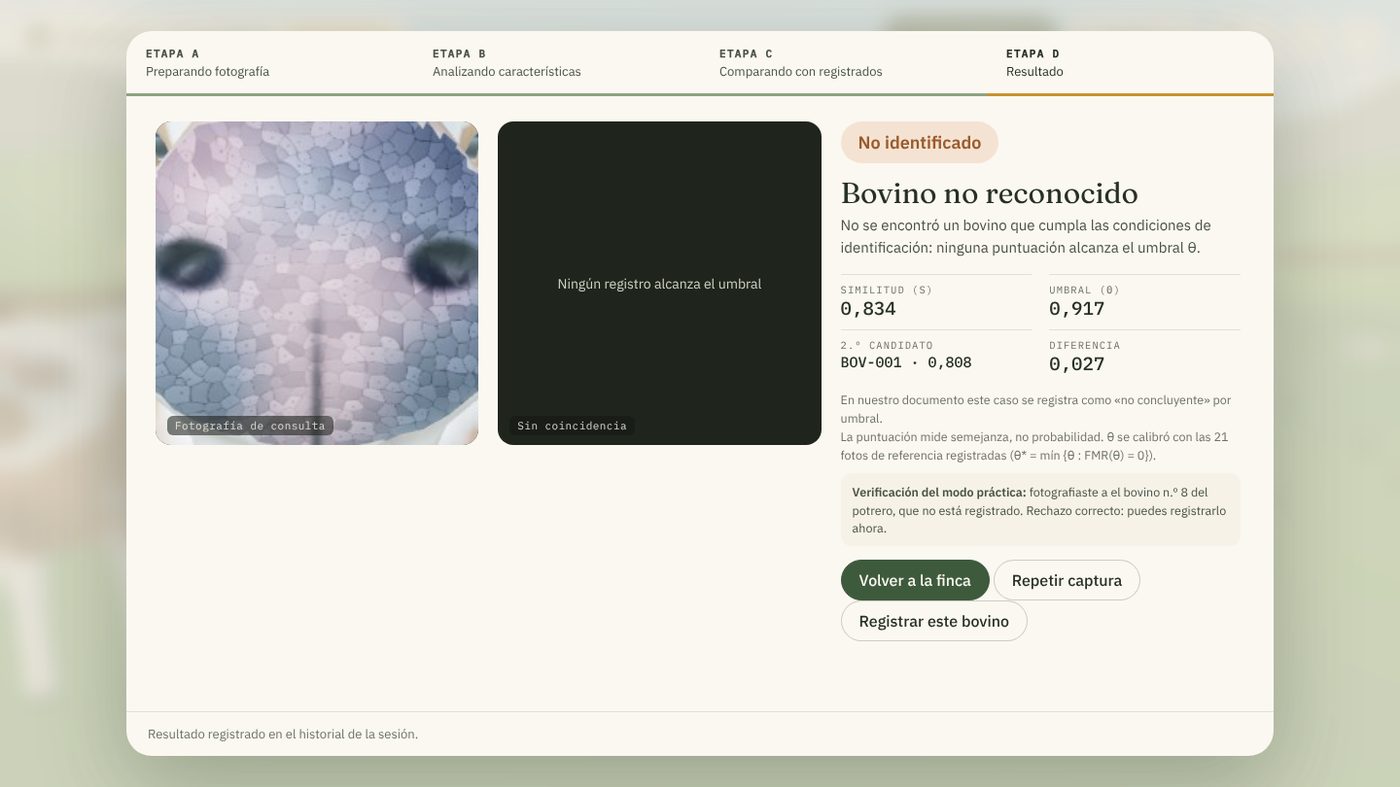 ETAPA A
Preparando fotografía
ETAPA B
Analizando características
ETAPA C
Comparando con registrados
ETAPA D
Resultado
Fotografía de consulta
Ningún registro alcanza el umbral
Sin coincidencia
No identificado
Bovino no reconocido
No se encontró un bovino que cumpla las condiciones de
identificación: ninguna puntuación alcanza el umbral θ.
SIMILITUD (S)
0,834
UMBRAL (θ)
0,917
2.º CANDIDATO
BOV-001 · 0,808
DIFERENCIA
0,027
En nuestro documento este caso se registra como «no concluyente» por
umbral.
La puntuación mide semejanza, no probabilidad. θ se calibró con las 21
fotos de referencia registradas (θ* = mín {θ : FMR(θ) = 0}).
Verificación del modo práctica: fotografiaste a el bovino n.º 8 del
potrero, que no está registrado. Rechazo correcto: puedes registrarlo
ahora.
Volver a la finca
Repetir captura
Registrar este bovino
Resultado registrado en el historial de la sesión.